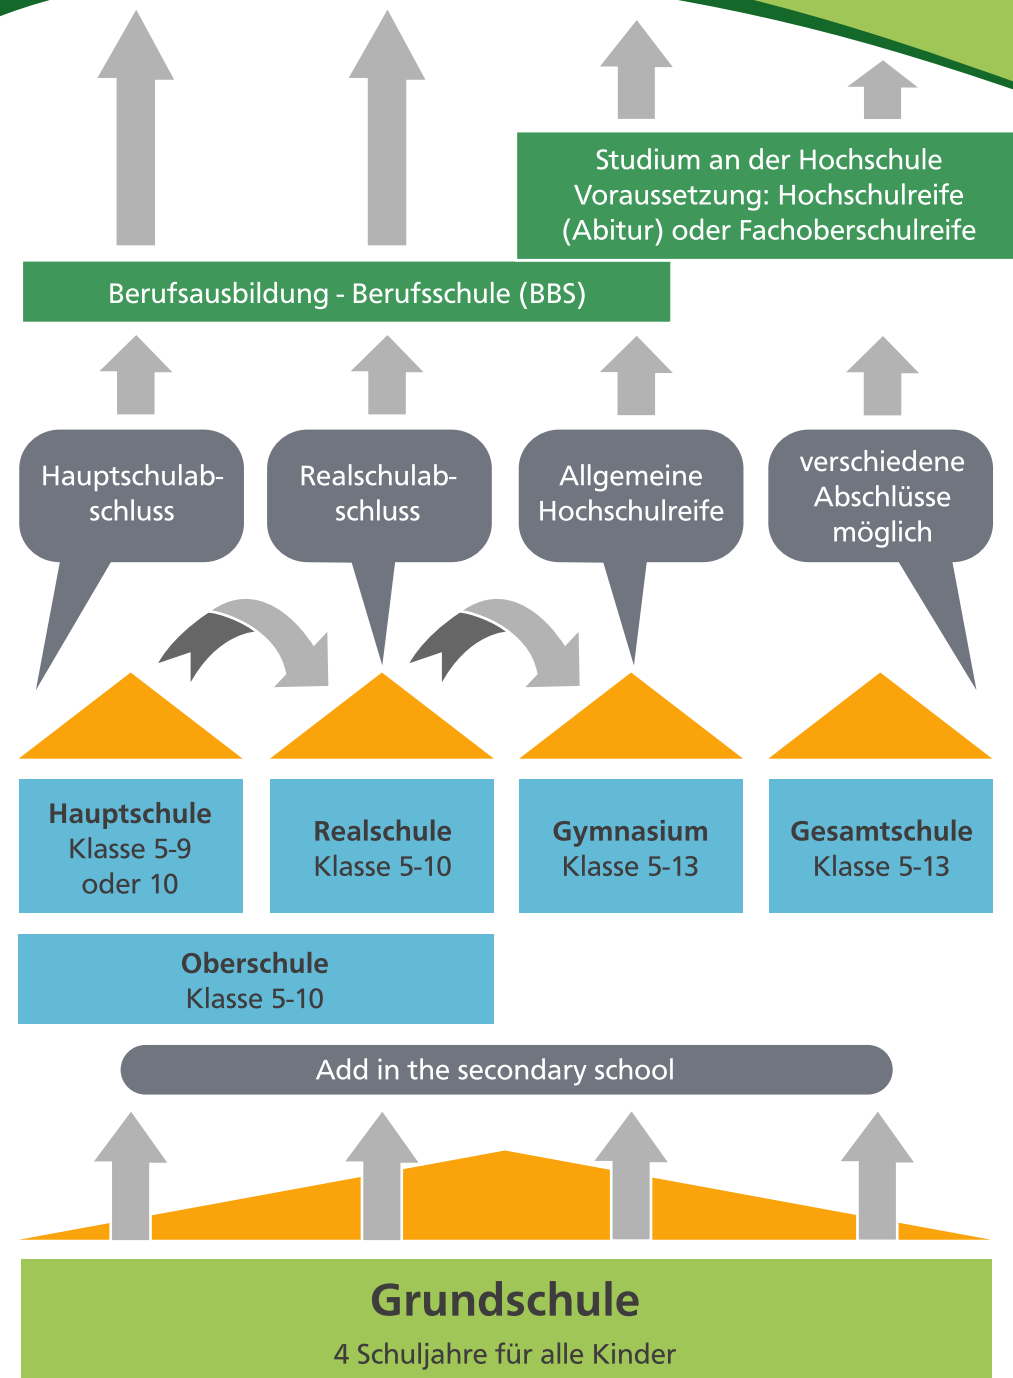 Studium an der Hochschule
Voraussetzung: Hochschulreife
(Abitur) oder Fachoberschulreife
Berufsausbildung - Berufsschule (BBS)
Hauptschulab-
schluss
Realschulab-
schluss
Allgemeine
Hochschulreife
verschiedene
Abschlüsse
möglich
Hauptschule
Klasse 5-9
oder 10
Realschule
Klasse 5-10
Gymnasium
Klasse 5-13
Gesamtschule
Klasse 5-13
Oberschule
Klasse 5-10
Add in the secondary school
Grundschule
4 Schuljahre für alle Kinder